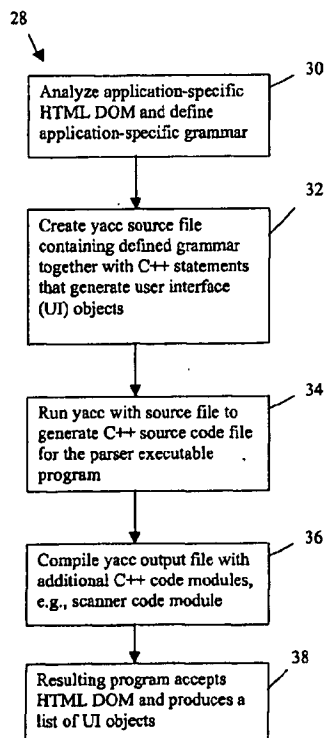 28
30
Analyze application-specific
HTML DOM and define
application-specific grammar
32
Create yacc source file
containing defined grammar
together with C++ statements
that generate user interface
(UI) objects
34
Run yacc with source file to
generate C++ source code file
for the parser executable
program
36
Compile yacc output file with
additional C++ code modules,
e.g., scanner code module
38
Resulting program accepts
HTML DOM and produces a
list of UI objects